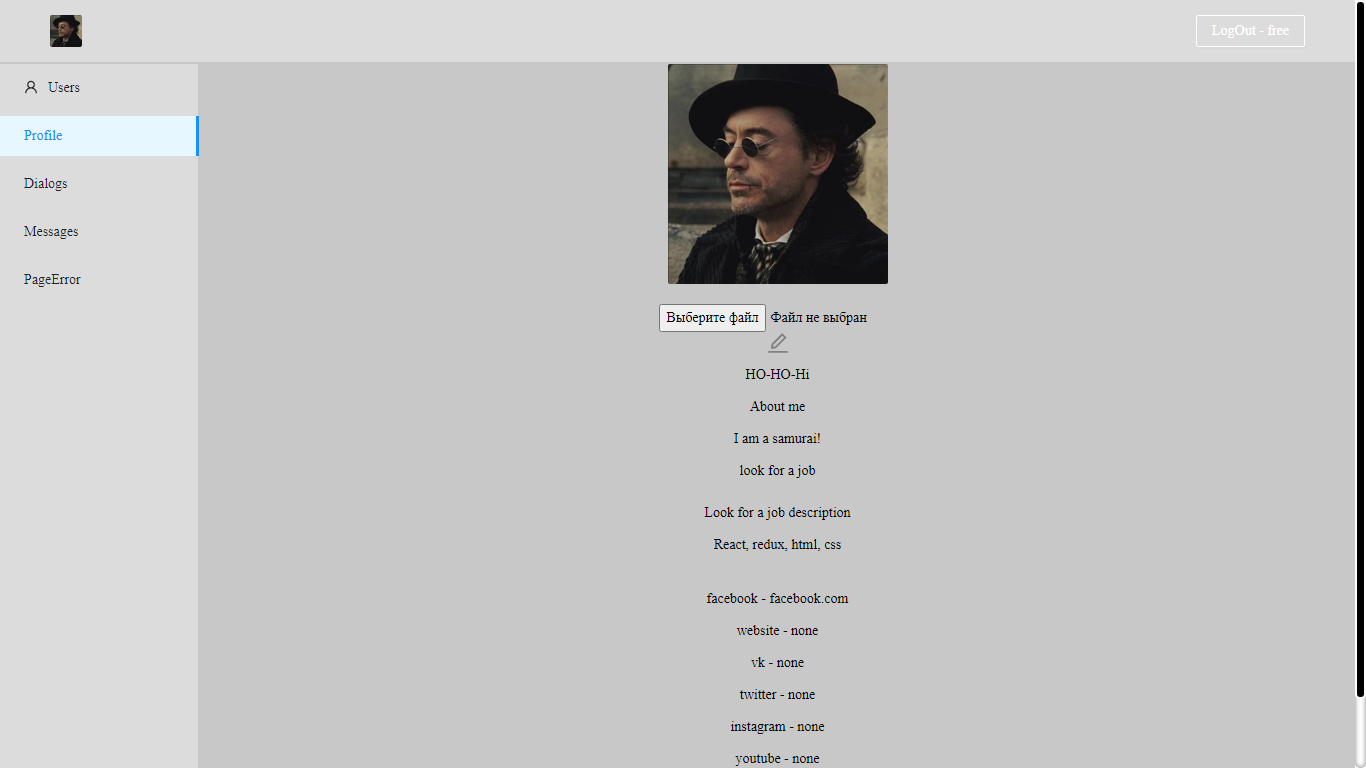 LogOut - free
Users
Profile
Dialogs
Messages
PageError
Выберите файл Файл не выбран
HO-HO-Hi
About me
I am a samurai!
look for a job
Look for a job description
React, redux, html, css
facebook - facebook.com
website - none
vk - none
twitter - none
instagram - none
youtube - none